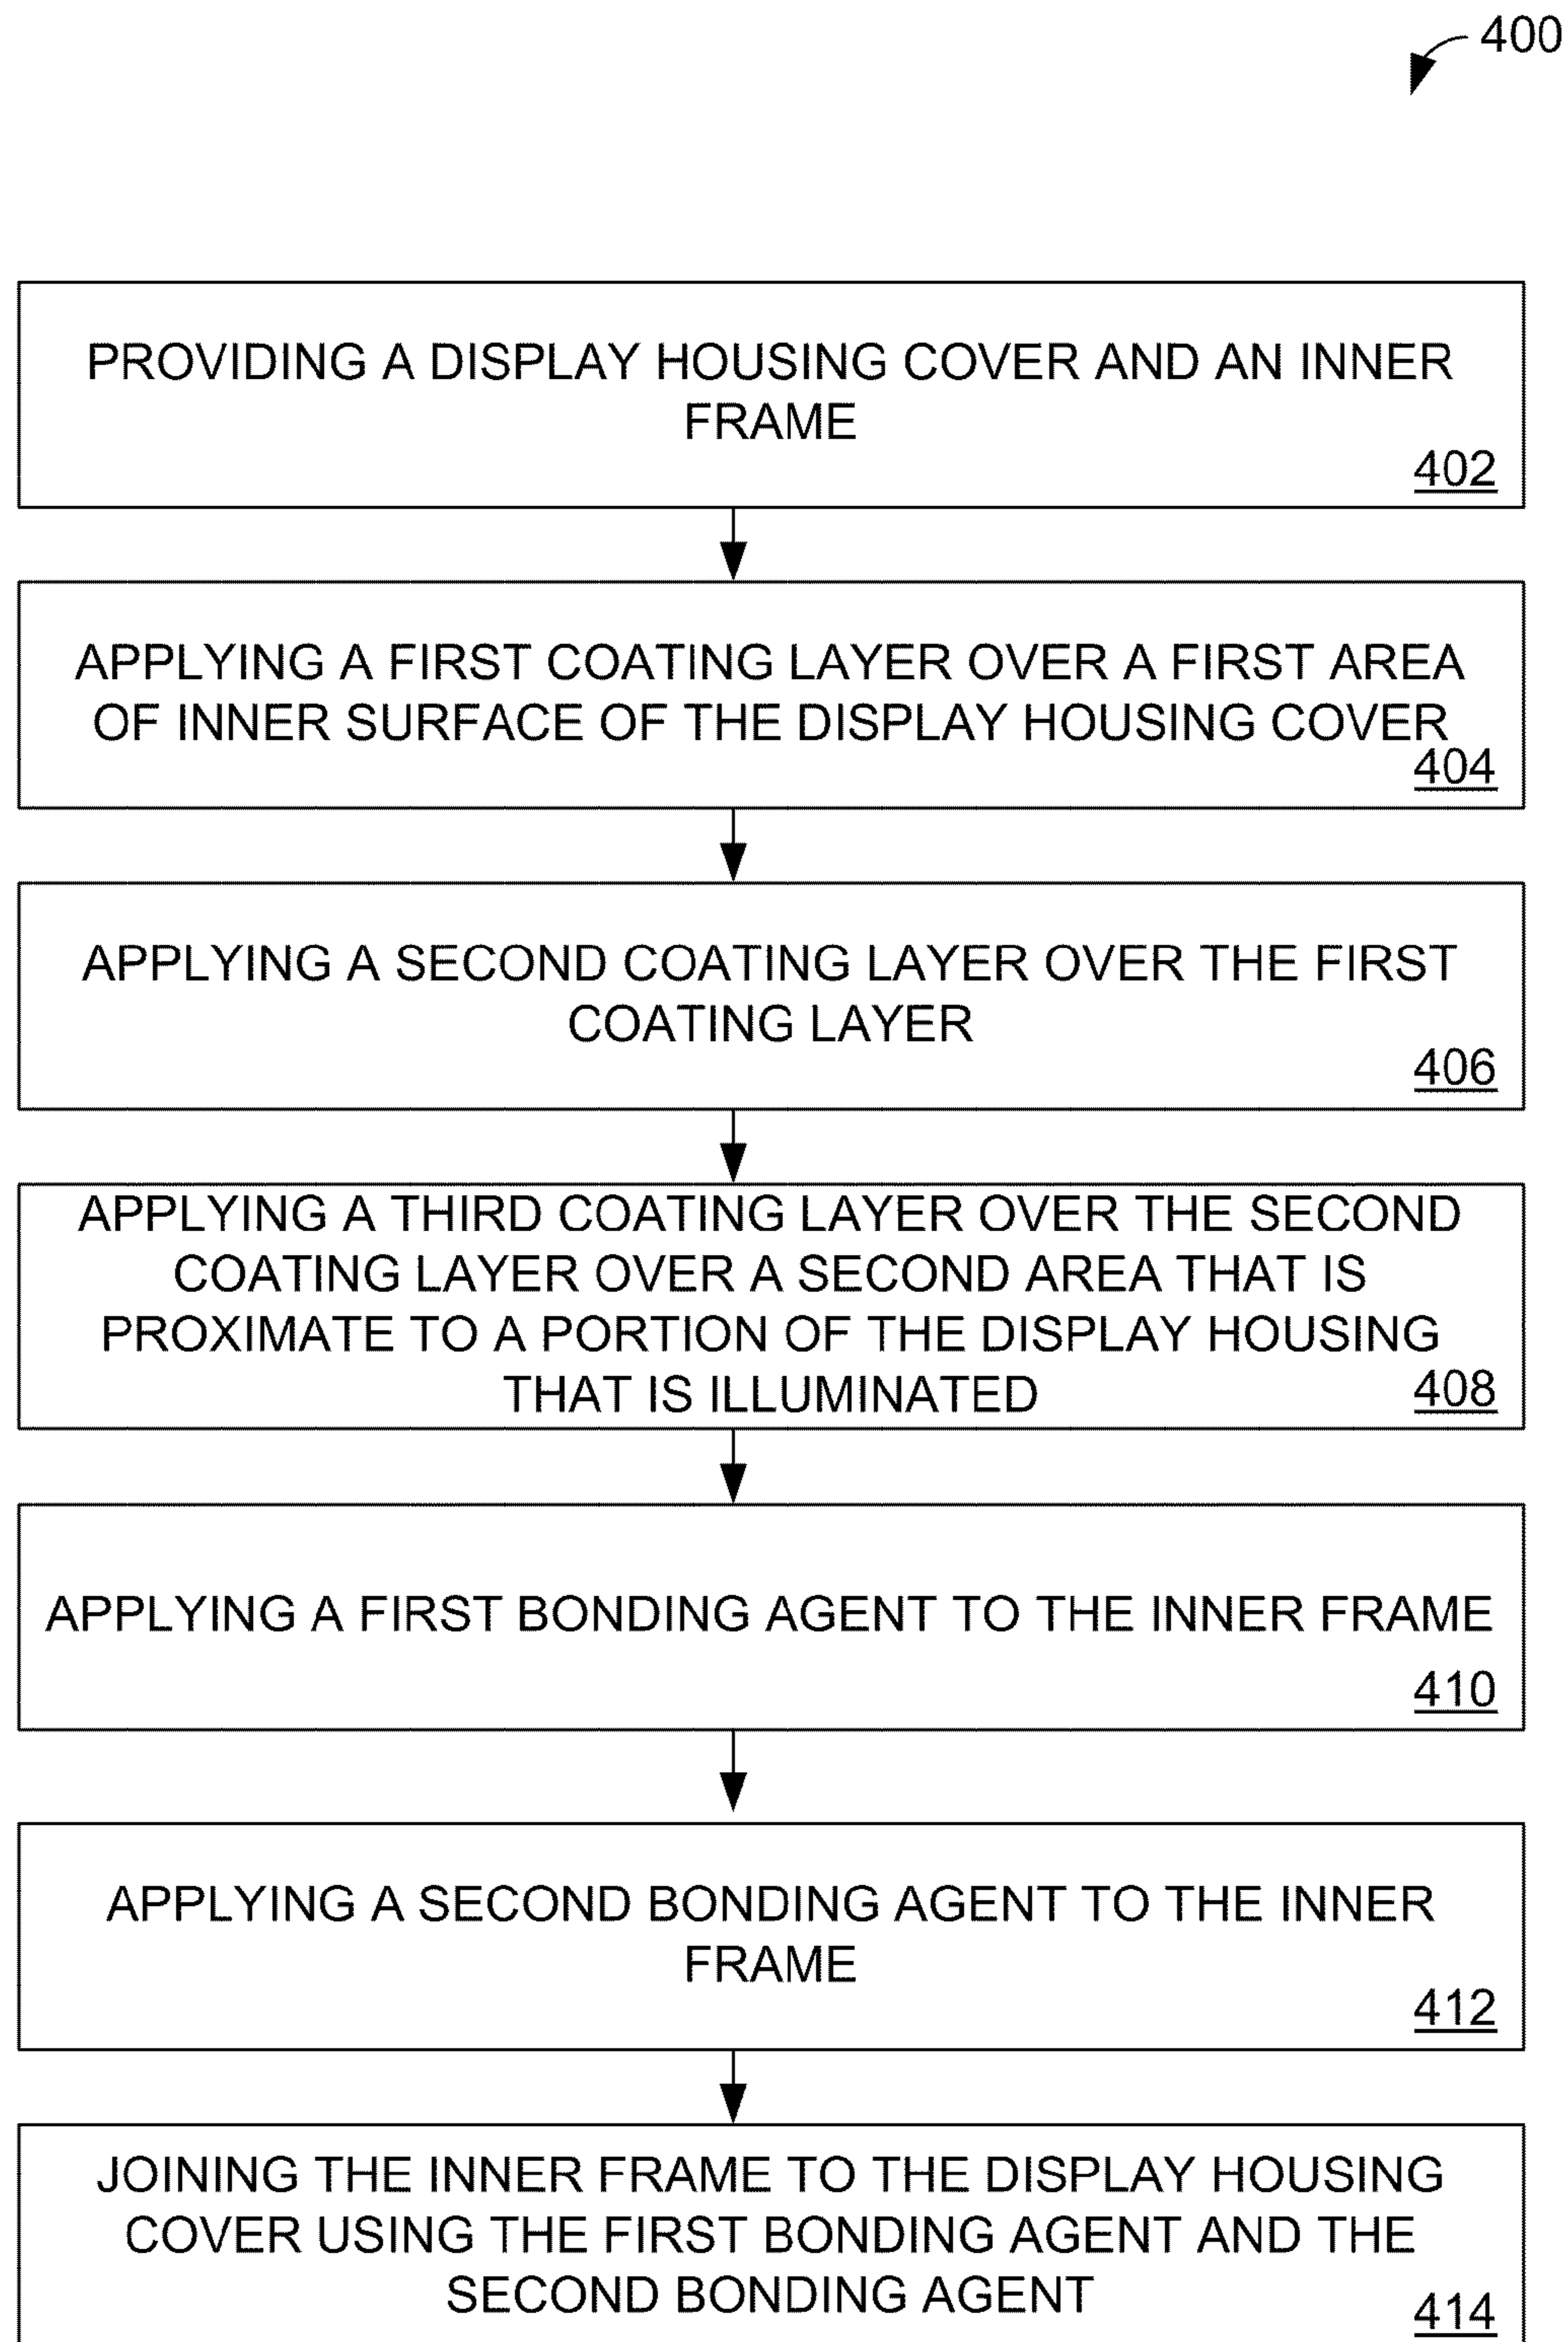 400
PROVIDING A DISPLAY HOUSING COVER AND AN INNER
FRAME
402
APPLYING A FIRST COATING LAYER OVER A FIRST AREA
OF INNER SURFACE OF THE DISPLAY HOUSING COVER
404
APPLYING A SECOND COATING LAYER OVER THE FIRST
COATING LAYER
406
APPLYING A THIRD COATING LAYER OVER THE SECOND
COATING LAYER OVER A SECOND AREA THAT IS
PROXIMATE TO A PORTION OF THE DISPLAY HOUSING
THAT IS ILLUMINATED
408
APPLYING A FIRST BONDING AGENT TO THE INNER FRAME
410
APPLYING A SECOND BONDING AGENT TO THE INNER
FRAME
412
JOINING THE INNER FRAME TO THE DISPLAY HOUSING
COVER USING THE FIRST BONDING AGENT AND THE
SECOND BONDING AGENT
414